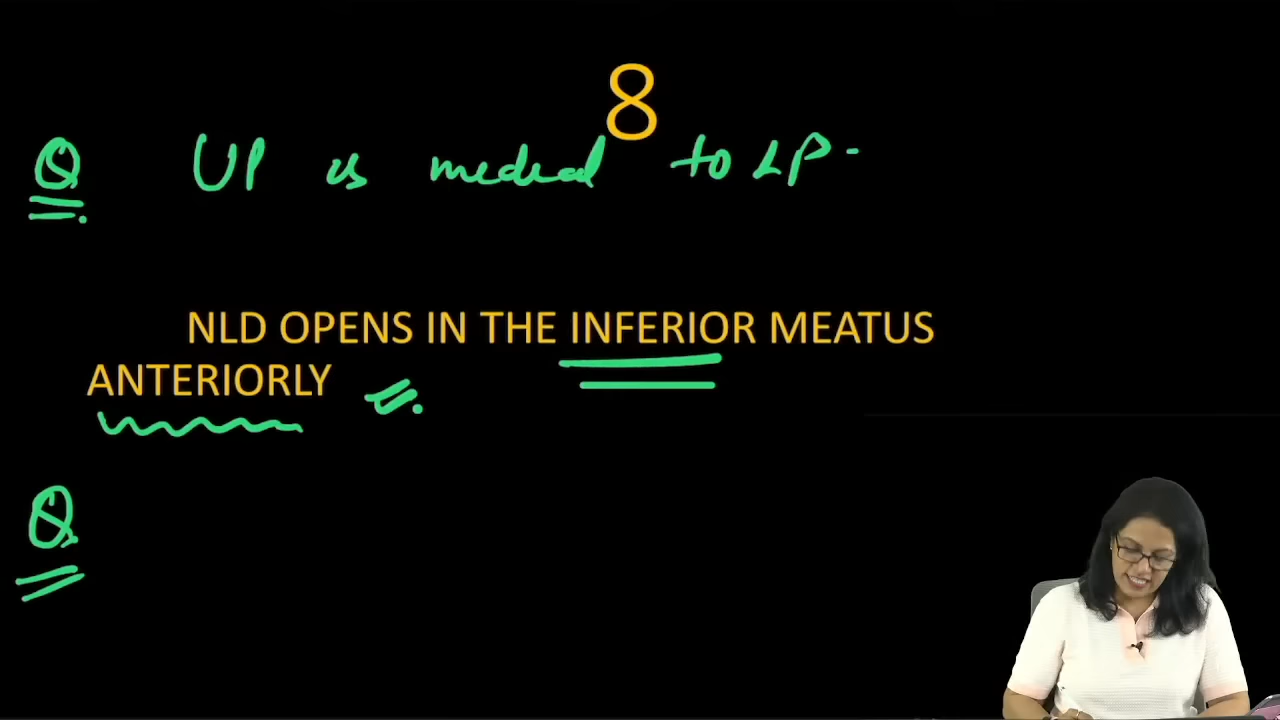 8
Q UP is medial to LP.
NLD OPENS IN THE INFERIOR MEATUS
ANTERIORLY
Q